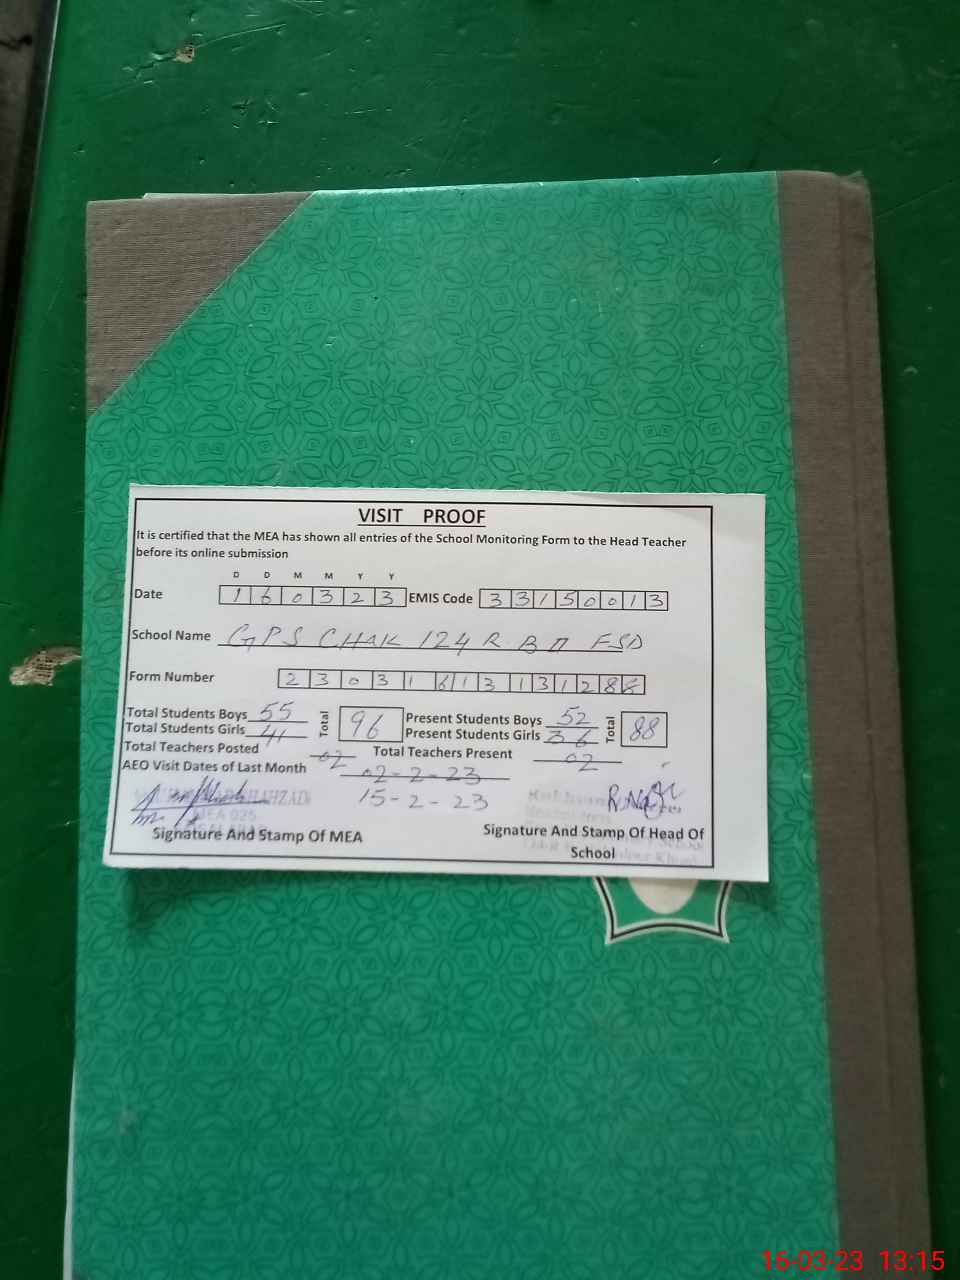 VISIT PROOF
It is certified that the MEA has shown all entries of the School Monitoring Form to the Head Teacher
before its online submission
D D M M Y Y
Date 1 6 0 3 2 3 EMIS Code 3 3 1 5 0 0 1 3
School Name GPS CHAK 124 R.B FSD
Form Number 2 3 0 3 1 6 1 3 1 3 1 2 8
Total Students Boys 55 Total 96 Present Students Boys 52 Total 88
Total Students Girls 41 Present Students Girls 36
Total Teachers Posted 02 Total Teachers Present 02
AEO Visit Dates of Last Month 02-2-23
15-2-23
MEA 025
Signature And Stamp Of MEA
Signature And Stamp Of Head Of
School
16-03-23 13:15